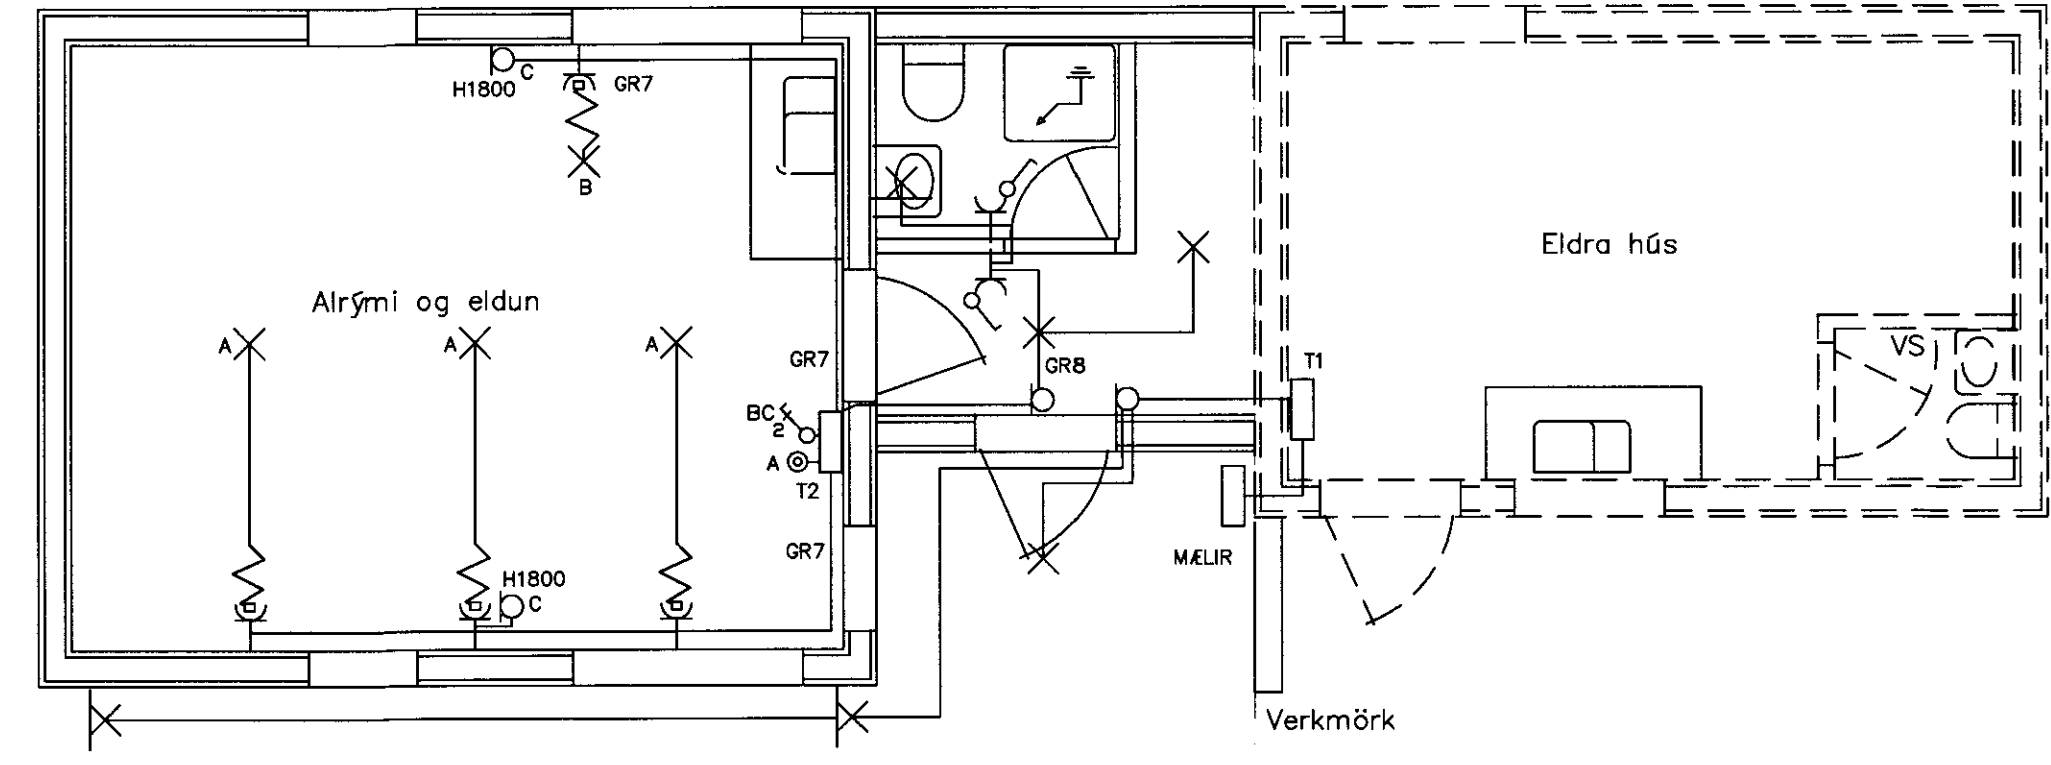 C
H1800
GR7
B
Eldra hús
Alrými og eldun
A
A
A
GR7
GR8
T1
VS
BC
2
A
T2
GR7
MÆLIR
H1800
C
Verkmörk